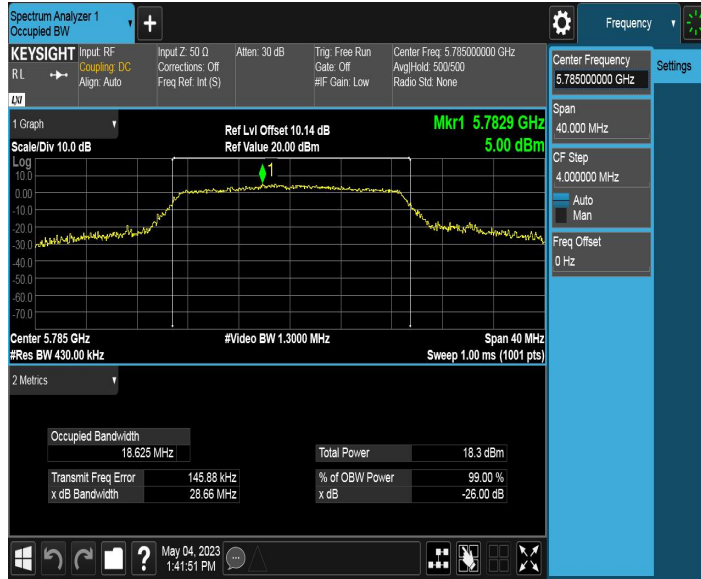 Spectrum Analyzer 1
Occupied BW
Frequency
KEYSIGHT
R L
LXI
Input: RF
Coupling: DC
Align: Auto
Input Z: 50 Ω
Corrections: Off
Freq Ref: Int (S)
Atten: 30 dB
Trig: Free Run
Gate: Off
#IF Gain: Low
Center Freq: 5.785000000 GHz
Avg|Hold: 500/500
Radio Std: None
Center Frequency
5.785000000 GHz
Settings
Span
40.000 MHz
CF Step
4.000000 MHz
Auto
Man
Freq Offset
0 Hz
1 Graph
Scale/Div 10.0 dB
Ref Lvl Offset 10.14 dB
Ref Value 20.00 dBm
Mkr1 5.7829 GHz
5.00 dBm
Log
10.0
0.00
-10.0
-20.0
-30.0
-40.0
-50.0
-60.0
-70.0
1
Center 5.785 GHz
#Res BW 430.00 kHz
#Video BW 1.3000 MHz
Span 40 MHz
Sweep 1.00 ms (1001 pts)
2 Metrics
Occupied Bandwidth
18.625 MHz
Total Power 18.3 dBm
Transmit Freq Error 145.88 kHz
% of OBW Power 99.00 %
x dB Bandwidth 28.66 MHz
x dB -26.00 dB
?
May 04, 2023
1:41:51 PM